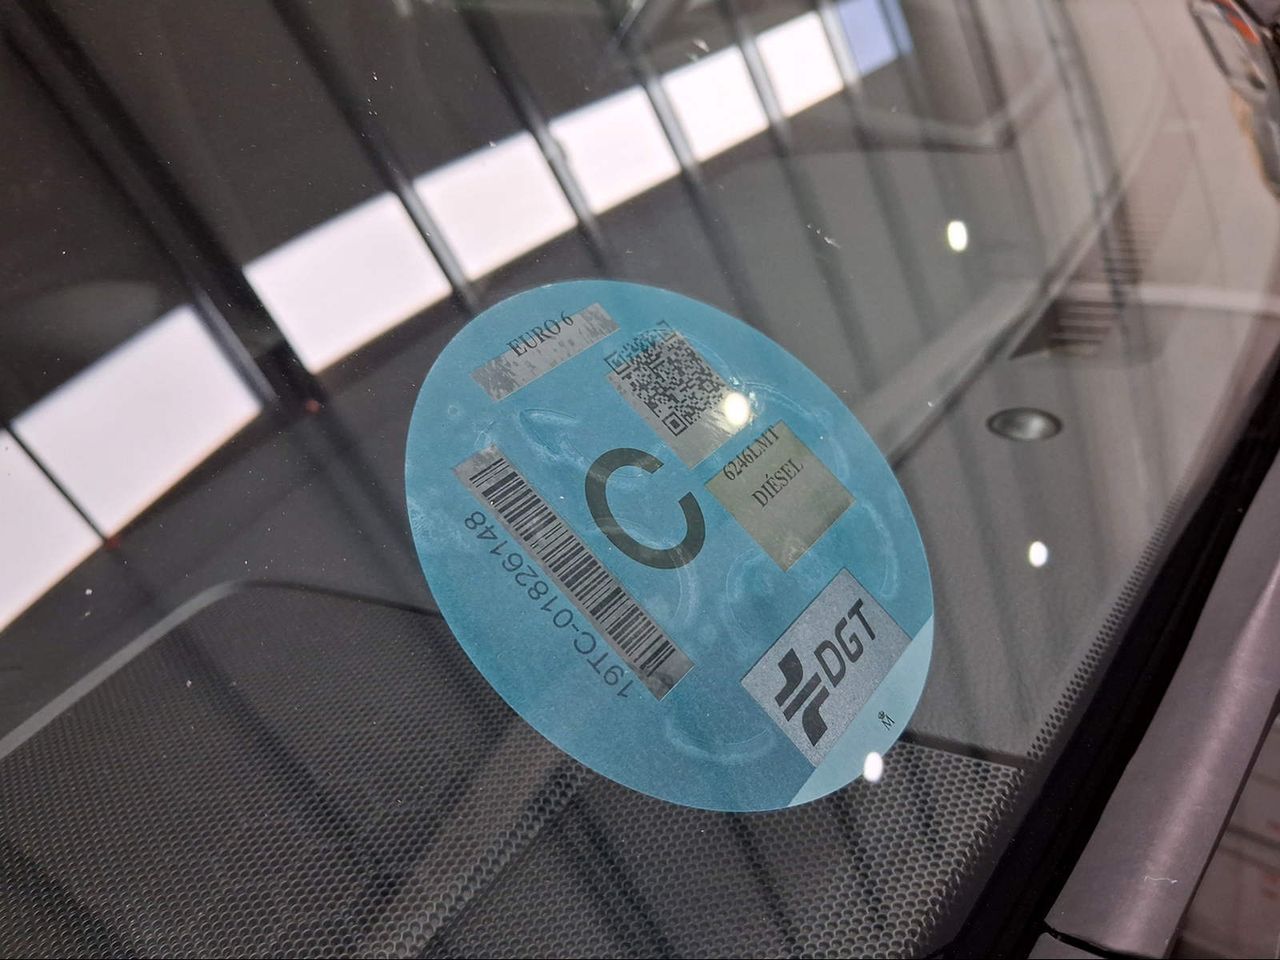 EURO 6
C
6246LMT
DIÉSEL
19TC-01826148
DGT
M